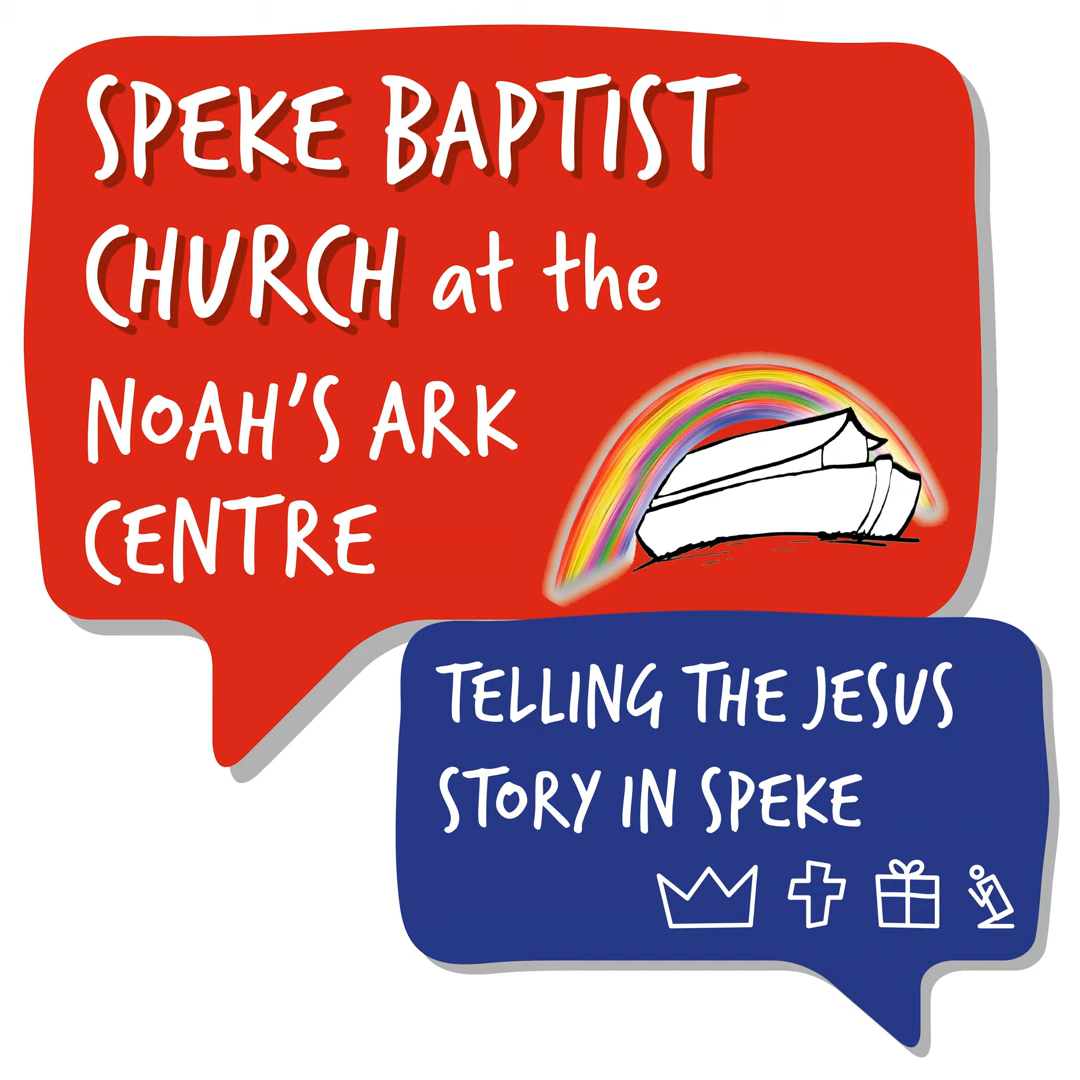 SPEKE BAPTIST
CHURCH at the
NOAH'S ARK
CENTRE
TELLING THE JESUS
STORY IN SPEKE